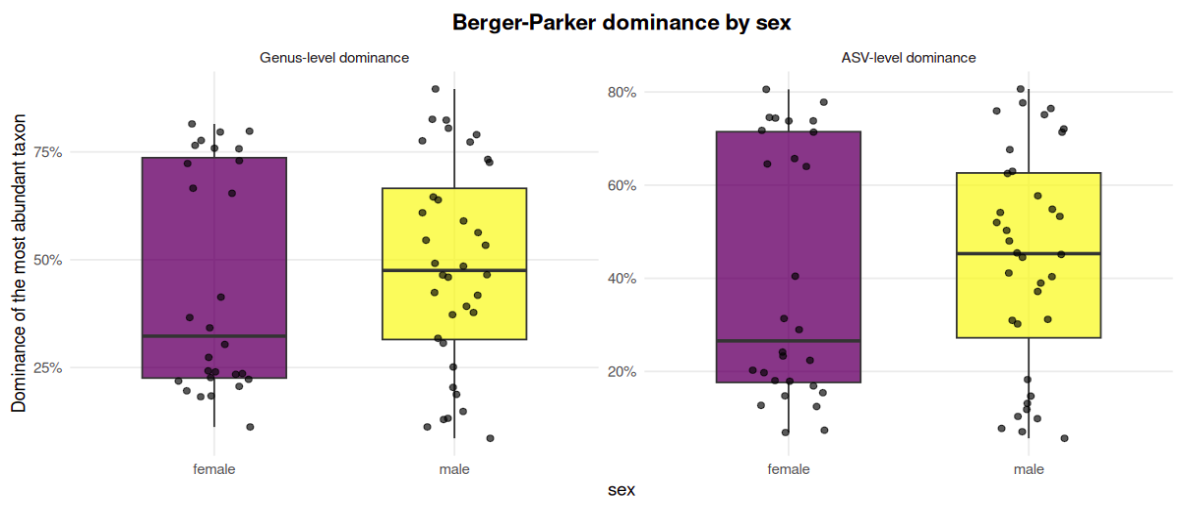 Berger-Parker dominance by sex
Genus-level dominance
ASV-level dominance
Dominance of the most abundant taxon
75%
50%
25%
80%
60%
40%
20%
female
male
female
male
sex